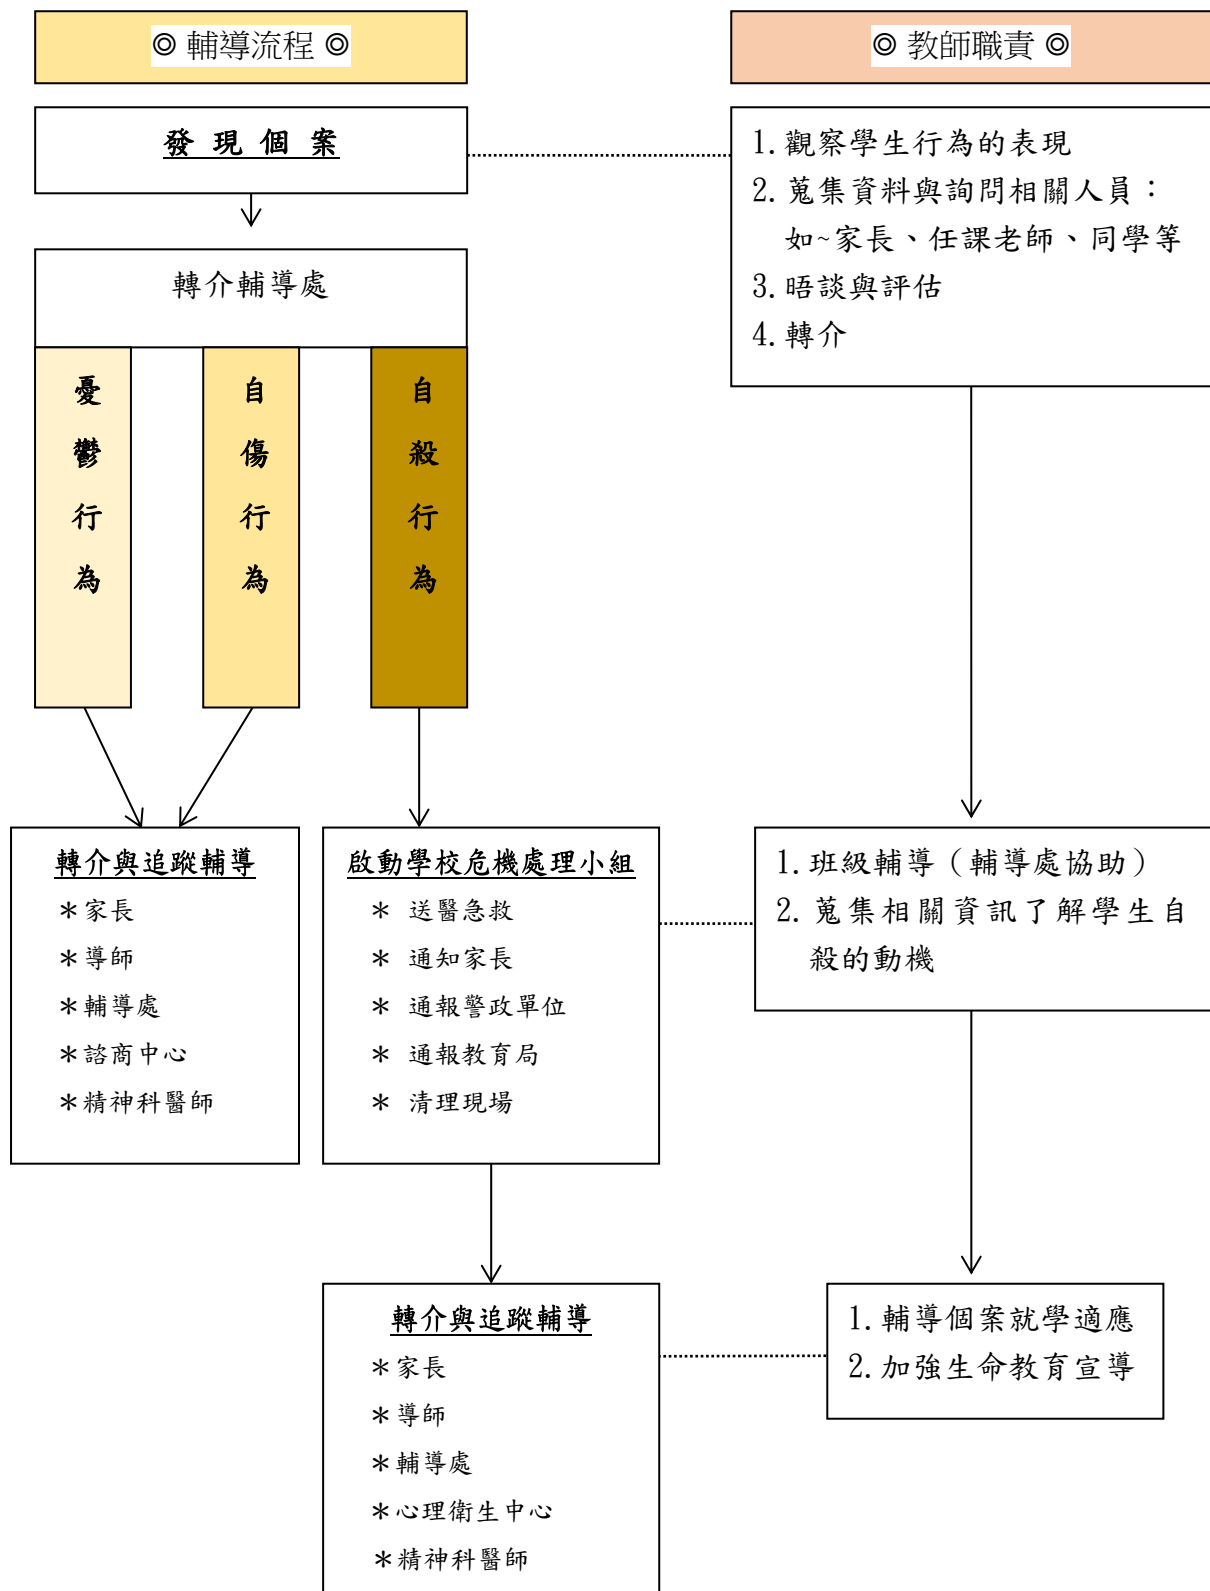 ◎ 輔導流程 ◎
發 現 個 案
轉介輔導處
憂鬱行為
自傷行為
自殺行為
轉介與追蹤輔導
＊家長
＊導師
＊輔導處
＊諮商中心
＊精神科醫師
啟動學校危機處理小組
＊ 送醫急救
＊ 通知家長
＊ 通報警政單位
＊ 通報教育局
＊ 清理現場
轉介與追蹤輔導
＊家長
＊導師
＊輔導處
＊心理衛生中心
＊精神科醫師
◎ 教師職責 ◎
1.觀察學生行為的表現
2.蒐集資料與詢問相關人員：
如~家長、任課老師、同學等
3.晤談與評估
4.轉介
1.班級輔導（輔導處協助）
2.蒐集相關資訊了解學生自
殺的動機
1.輔導個案就學適應
2.加強生命教育宣導